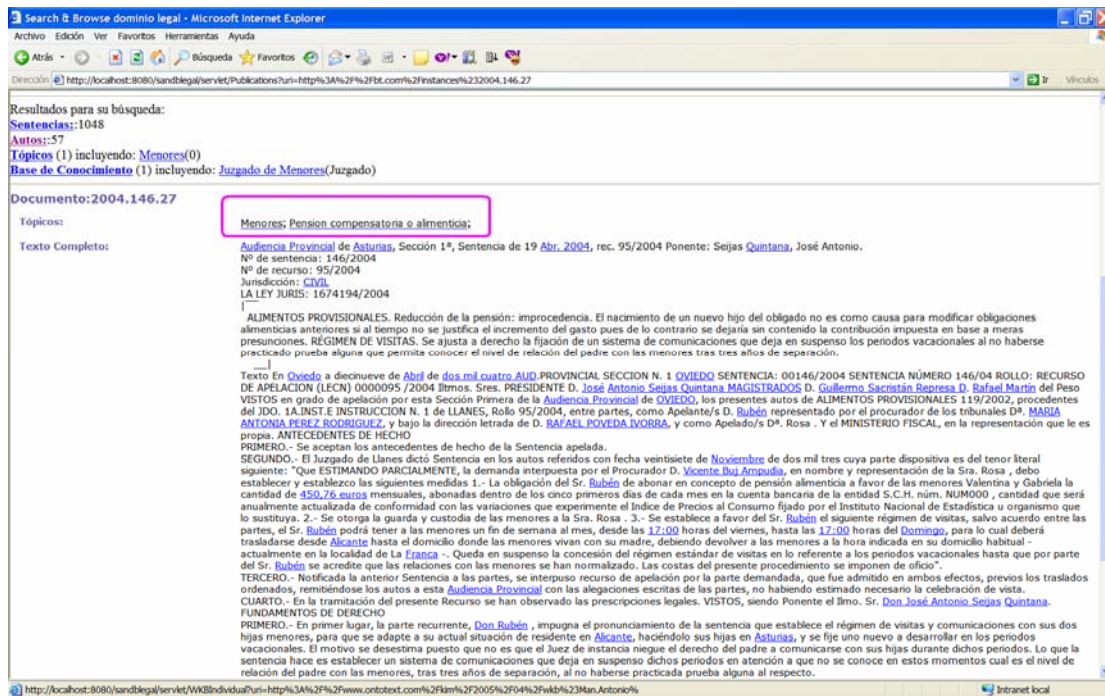 Search & Browse dominio legal - Microsoft Internet Explorer
Archivo Edición Ver Favoritos Herramientas Ayuda
Atrás Búsqueda Favoritos
Dirección http://localhost:8080/sandblegal/servlet/Publications?uri=http%3A%2F%2Fbt.com%2Finstances%232004.146.27 Ir Vínculos
Resultados para su búsqueda:
Sentencias::1048
Autos::57
Tópicos (1) incluyendo: Menores(0)
Base de Conocimiento (1) incluyendo: Juzgado de Menores(Juzgado)
Documento:2004.146.27
Tópicos: Menores; Pension compensatoria o alimenticia;
Texto Completo: Audiencia Provincial de Asturias, Sección 1ª, Sentencia de 19 Abr. 2004, rec. 95/2004 Ponente: Seijas Quintana, José Antonio.
Nº de sentencia: 146/2004
Nº de recurso: 95/2004
Jurisdicción: CIVIL
LA LEY JURIS: 1674194/2004
ALIMENTOS PROVISIONALES. Reducción de la pensión: improcedencia. El nacimiento de un nuevo hijo del obligado no es como causa para modificar obligaciones
alimenticias anteriores si al tiempo no se justifica el incremento del gasto pues de lo contrario se dejaría sin contenido la contribución impuesta en base a meras
presunciones. RÉGIMEN DE VISITAS. Se ajusta a derecho la fijación de un sistema de comunicaciones que deja en suspenso los periodos vacacionales al no haberse
practicado prueba alguna que permita conocer el nivel de relación del padre con las menores tras tres años de separación.
Texto En Oviedo a diecinueve de Abril de dos mil cuatro AUD.PROVINCIAL SECCION N. 1 OVIEDO SENTENCIA: 00146/2004 SENTENCIA NÚMERO 146/04 ROLLO: RECURSO
DE APELACION (LECN) 0000095 /2004 Iltmos. Sres. PRESIDENTE D. José Antonio Seijas Quintana MAGISTRADOS D. Guillermo Sacristán Represa D. Rafael Martín del Peso
VISTOS en grado de apelación por esta Sección Primera de la Audiencia Provincial de OVIEDO, los presentes autos de ALIMENTOS PROVISIONALES 119/2002, procedentes
del JDO. 1A.INST.E INSTRUCCION N. 1 de LLANES, Rollo 95/2004, entre partes, como Apelante/s D. Rubén representado por el procurador de los tribunales Dª. MARIA
ANTONIA PEREZ RODRIGUEZ, y bajo la dirección letrada de D. RAFAEL POVEDA IVORRA, y como Apelado/s Dª. Rosa . Y el MINISTERIO FISCAL, en la representación que le es
propia. ANTECEDENTES DE HECHO
PRIMERO.- Se aceptan los antecedentes de hecho de la Sentencia apelada.
SEGUNDO.- El Juzgado de Llanes dictó Sentencia en los autos referidos con fecha veintisiete de Noviembre de dos mil tres cuya parte dispositiva es del tenor literal
siguiente: "Que ESTIMANDO PARCIALMENTE, la demanda interpuesta por el Procurador D. Vicente Buj Ampudia, en nombre y representación de la Sra. Rosa , debo
establecer y establezco las siguientes medidas 1.- La obligación del Sr. Rubén de abonar en concepto de pensión alimenticia a favor de las menores Valentina y Gabriela la
cantidad de 450,76 euros mensuales, abonadas dentro de los cinco primeros días de cada mes en la cuenta bancaria de la entidad S.C.H. núm. NUM000 , cantidad que será
anualmente actualizada de conformidad con las variaciones que experimente el Indice de Precios al Consumo fijado por el Instituto Nacional de Estadística u organismo que
lo sustituya. 2.- Se otorga la guarda y custodia de las menores a la Sra. Rosa . 3.- Se establece a favor del Sr. Rubén el siguiente régimen de visitas, salvo acuerdo entre las
partes, el Sr. Rubén podrá tener a las menores un fin de semana al mes, desde las 17:00 horas del viernes, hasta las 17:00 horas del Domingo, para lo cual deberá
trasladarse desde Alicante hasta el domicilio donde las menores vivan con su madre, debiendo devolver a las menores a la hora indicada en su domicilio habitual -
actualmente en la localidad de La Franca -. Queda en suspenso la concesión del régimen estándar de visitas en lo referente a los periodos vacacionales hasta que por parte
del Sr. Rubén se acredite que las relaciones con las menores se han normalizado. Las costas del presente procedimiento se imponen de oficio".
TERCERO.- Notificada la anterior Sentencia a las partes, se interpuso recurso de apelación por la parte demandada, que fue admitido en ambos efectos, previos los traslados
ordenados, remitiéndose los autos a esta Audiencia Provincial con las alegaciones escritas de las partes, no habiendo estimado necesario la celebración de vista.
CUARTO.- En la tramitación del presente Recurso se han observado las prescripciones legales. VISTOS, siendo Ponente el Ilmo. Sr. Don José Antonio Seijas Quintana.
FUNDAMENTOS DE DERECHO
PRIMERO.- En primer lugar, la parte recurrente, Don Rubén , impugna el pronunciamiento de la sentencia que establece el régimen de visitas y comunicaciones con sus dos
hijas menores, para que se adapte a su actual situación de residente en Alicante, haciéndolo sus hijas en Asturias, y se fije uno nuevo a desarrollar en los periodos
vacacionales. El motivo se desestima puesto que no es que el Juez de instancia niegue el derecho del padre a comunicarse con sus hijas durante dichos periodos. Lo que la
sentencia hace es establecer un sistema de comunicaciones que deja en suspenso dichos periodos en atención a que no se conoce en estos momentos cual es el nivel de
relación del padre con las menores, tras tres años de separación, al no haberse practicado prueba alguna al respecto.
http://localhost:8080/sandblegal/servlet/WKBIndividual?uri=http%3A%2F%2Fwww.ontotext.com%2Fkim%2F2005%2F04%2Fwkb%23Man.Antonio% Intranet local